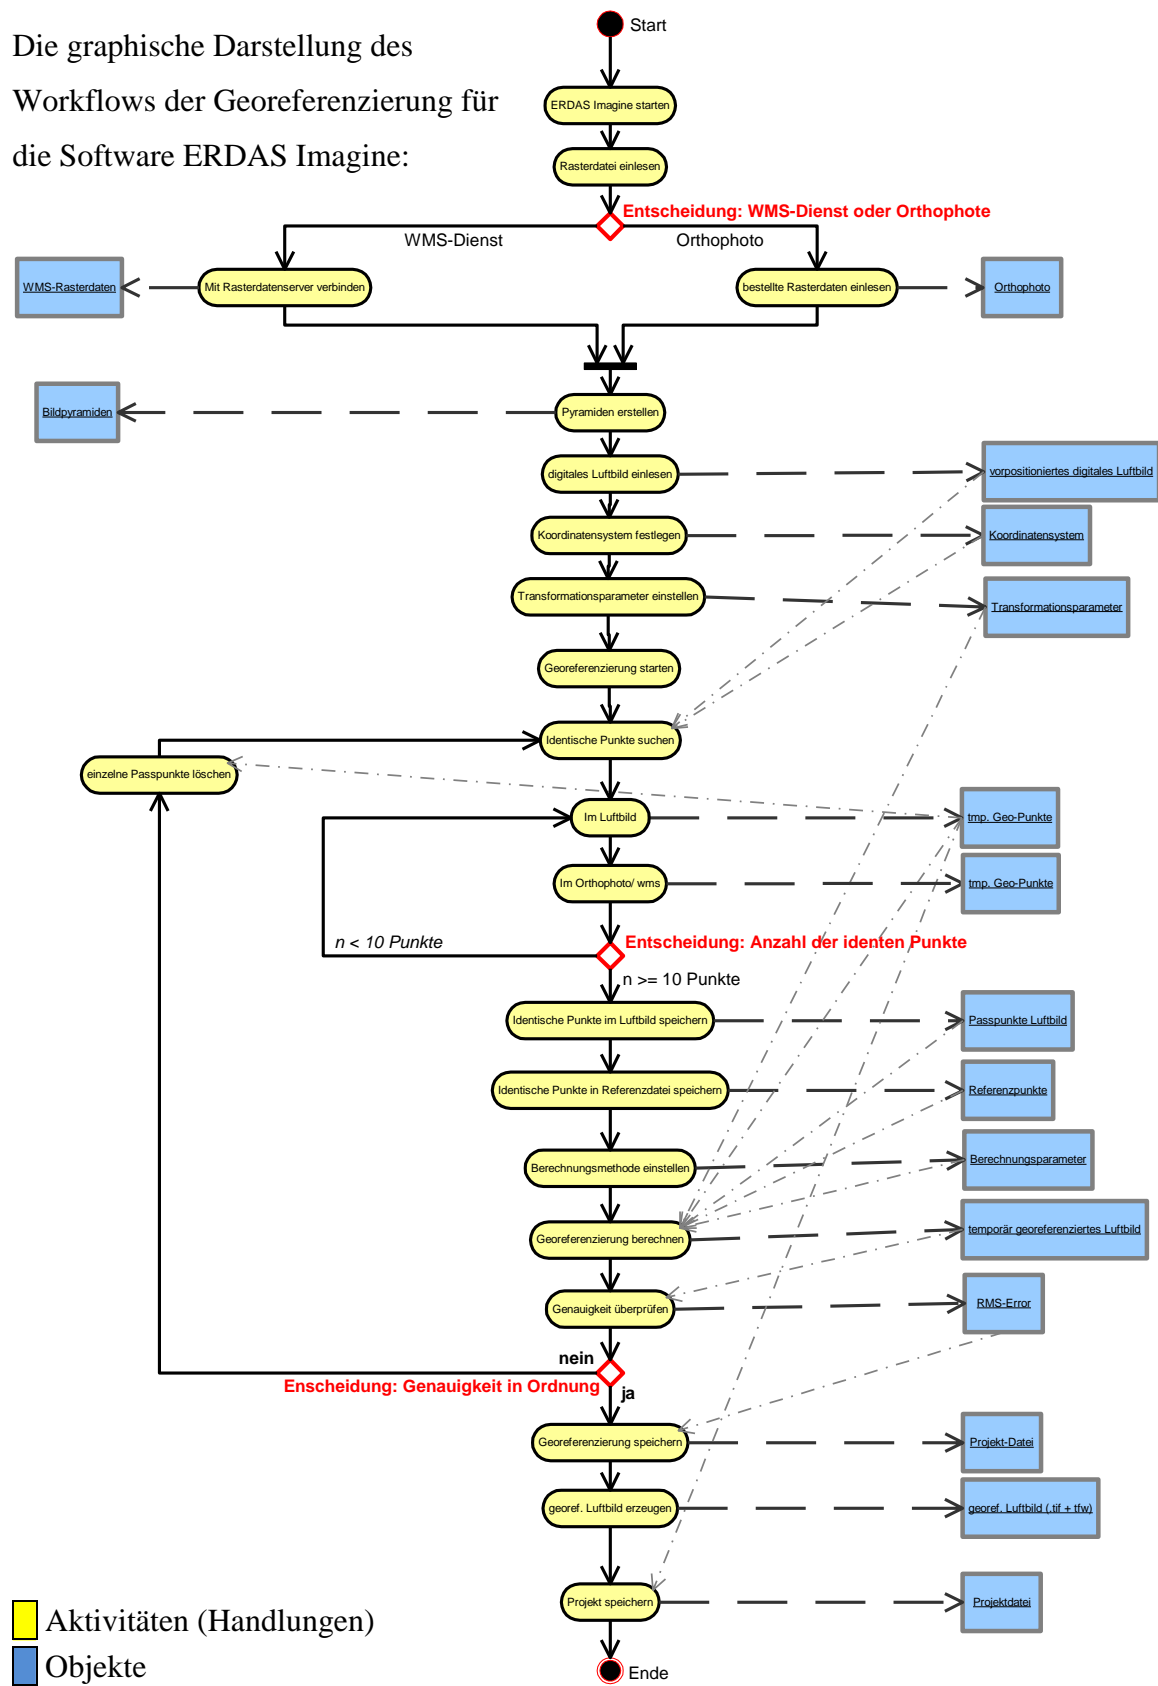 Start
Die graphische Darstellung des
Workflows der Georeferenzierung für
die Software ERDAS Imagine:
ERDAS Imagine starten
Rasterdatei einlesen
Entscheidung: WMS-Dienst oder Orthophote
WMS-Dienst
Orthophoto
WMS-Rasterdaten
Mit Rasterdatenserver verbinden
bestellte Rasterdaten einlesen
Orthophoto
Bildpyramiden
Pyramiden erstellen
digitales Luftbild einlesen
vorpositioniertes digitales Luftbild
Koordinatensystem festlegen
Koordinatensystem
Transformationsparameter einstellen
Transformationsparameter
Georeferenzierung starten
Identische Punkte suchen
einzelne Passpunkte löschen
Im Luftbild
tmp. Geo-Punkte
Im Orthophoto/ wms
tmp. Geo-Punkte
n < 10 Punkte
Entscheidung: Anzahl der identen Punkte
n >= 10 Punkte
Identische Punkte im Luftbild speichern
Passpunkte Luftbild
Identische Punkte in Referenzdatei speichern
Referenzpunkte
Berechnungsmethode einstellen
Berechnungsparameter
Georeferenzierung berechnen
temporär georeferenziertes Luftbild
Genauigkeit überprüfen
RMS-Error
nein
Enscheidung: Genauigkeit in Ordnung
ja
Georeferenzierung speichern
Projekt-Datei
georef. Luftbild erzeugen
georef. Luftbild (.tif + tfw)
Projekt speichern
Projektdatei
Aktivitäten (Handlungen)
Objekte
Ende